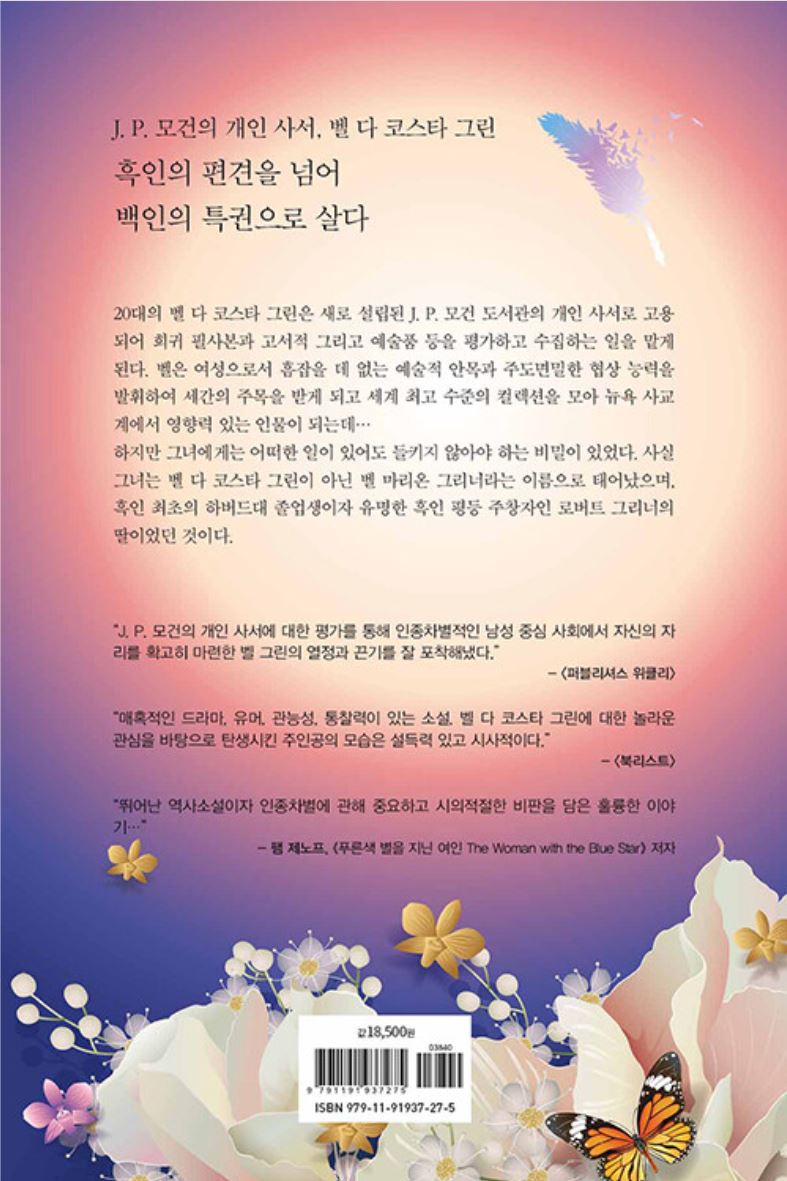 J. P. 모건의 개인 사서, 벨 다 코스타 그린
흑인의 편견을 넘어
백인의 특권으로 살다
20대의 벨 다 코스타 그린은 새로 설립된 J. P. 모건 도서관의 개인 사서로 고용
되어 희귀 필사본과 고서적 그리고 예술품 등을 평가하고 수집하는 일을 맡게
된다. 벨은 여성으로서 흠잡을 데 없는 예술적 안목과 주도면밀한 협상 능력을
발휘하여 세간의 주목을 받게 되고 세계 최고 수준의 컬렉션을 모아 뉴욕 사교
계에서 영향력 있는 인물이 되는데…
하지만 그녀에게는 어떠한 일이 있어도 들키지 않아야 하는 비밀이 있었다. 사실
그녀는 벨 다 코스타 그린이 아닌 벨 마리온 그리너라는 이름으로 태어났으며,
흑인 최초의 하버드대 졸업생이자 유명한 흑인 평등 주창자인 로버트 그리너의
딸이었던 것이다.
"J. P. 모건의 개인 사서에 대한 평가를 통해 인종차별적인 남성 중심 사회에서 자신의 자
리를 확고히 마련한 벨 그린의 열정과 끈기를 잘 포착해냈다."
– 〈퍼블리셔스 위클리〉
"매혹적인 드라마, 유머, 관능성, 통찰력이 있는 소설. 벨 다 코스타 그린에 대한 놀라운
관심을 바탕으로 탄생시킨 주인공의 모습은 설득력 있고 시사적이다."
– 〈북리스트〉
"뛰어난 역사소설이자 인종차별에 관해 중요하고 시의적절한 비판을 담은 훌륭한 이야
기…"
– 팸 제노프, 《푸른색 별을 지닌 여인 The Woman with the Blue Star》 저자
값 18,500원
03840
9 791191 937275
ISBN 979-11-91937-27-5